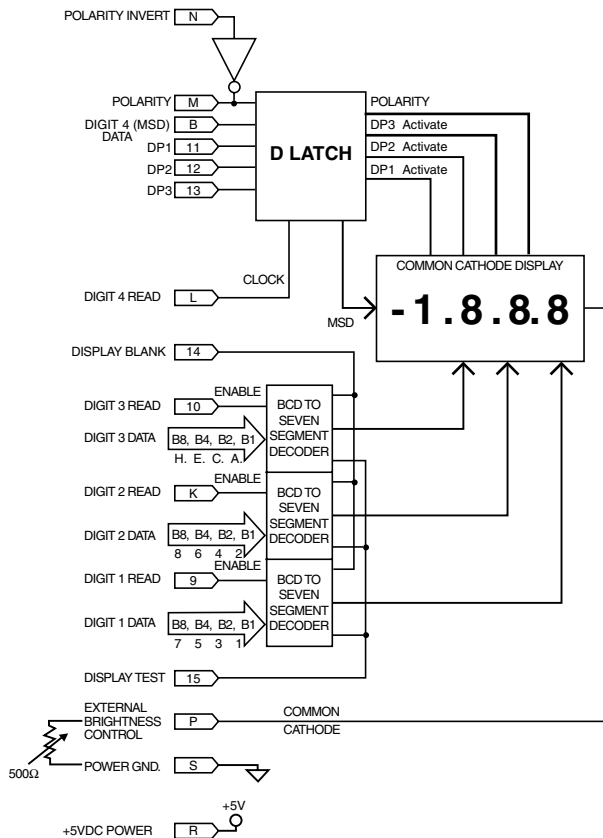 POLARITY INVERT N
POLARITY M
DIGIT 4 (MSD) DATA B
DP1 11
DP2 12
DP3 13
D LATCH
POLARITY
DP3 Activate
DP2 Activate
DP1 Activate
CLOCK
DIGIT 4 READ L
MSD
COMMON CATHODE DISPLAY
-1.8.8.8
DISPLAY BLANK 14
DIGIT 3 READ 10
ENABLE
DIGIT 3 DATA B8, B4, B2, B1
H. E. C. A.
BCD TO
SEVEN
SEGMENT
DECODER
DIGIT 2 READ K
ENABLE
DIGIT 2 DATA B8, B4, B2, B1
8 6 4 2
BCD TO
SEVEN
SEGMENT
DECODER
DIGIT 1 READ 9
ENABLE
DIGIT 1 DATA B8, B4, B2, B1
7 5 3 1
BCD TO
SEVEN
SEGMENT
DECODER
DISPLAY TEST 15
EXTERNAL
BRIGHTNESS
CONTROL
P
COMMON
CATHODE
500Ω
POWER GND. S
+5V
+5VDC POWER R